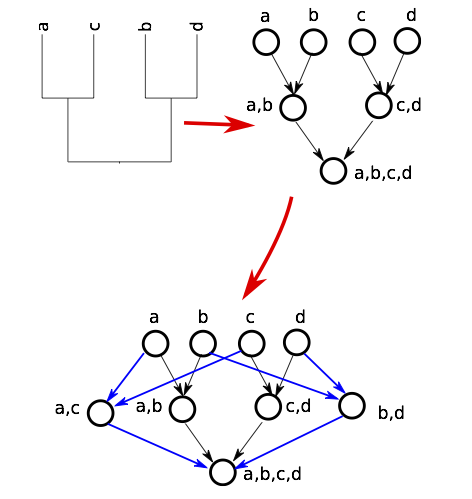 a c b d
a b c d
a,b c,d
a,b,c,d
a b c d
a,c a,b c,d b,d
a,b,c,d